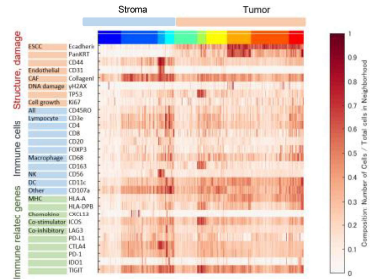 Stroma Tumor
ESCC Ecadherin
PanKRT
CD44
Endothelial CD31
CAF CollagenI
DNA damage γH2AX
TP53
Cell growth Ki67
All CD45RO
Lymphocyte CD3e
CD4
CD8
CD20
FOXP3
Macrophage CD68
CD163
NK CD56
DC CD11c
Other CD107a
MHC HLA-A
HLA-DPB
Chemokine CXCL13
Co-stimulator ICOS
Co-inhibitory LAG3
PD-L1
CTLA4
PD-1
IDO1
TIGIT
Structure, damage
Immune cells
Immune related genes
1
0.9
0.8
0.7
0.6
0.5
0.4
0.3
0.2
0.1
0
Composition: Number of Cells / Total cells in Neighborhood